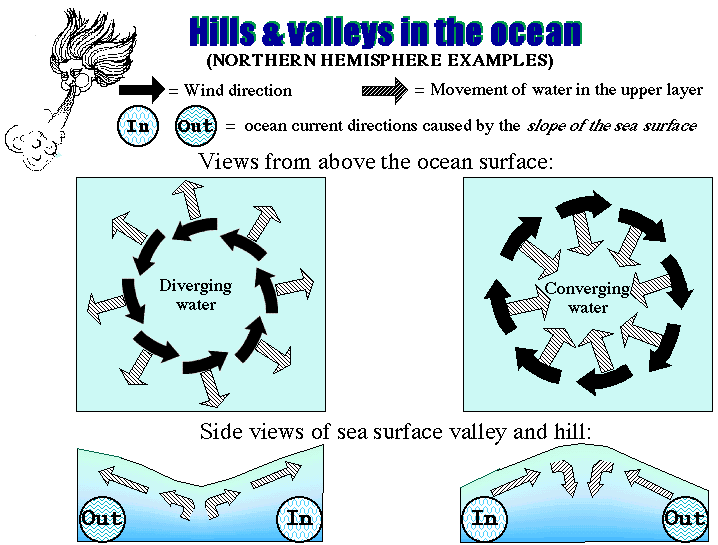 Hills & valleys in the ocean
(NORTHERN HEMISPHERE EXAMPLES)
= Wind direction = Movement of water in the upper layer
In Out = ocean current directions caused by the slope of the sea surface
Views from above the ocean surface:
Diverging
water
Converging
water
Side views of sea surface valley and hill:
Out In In Out